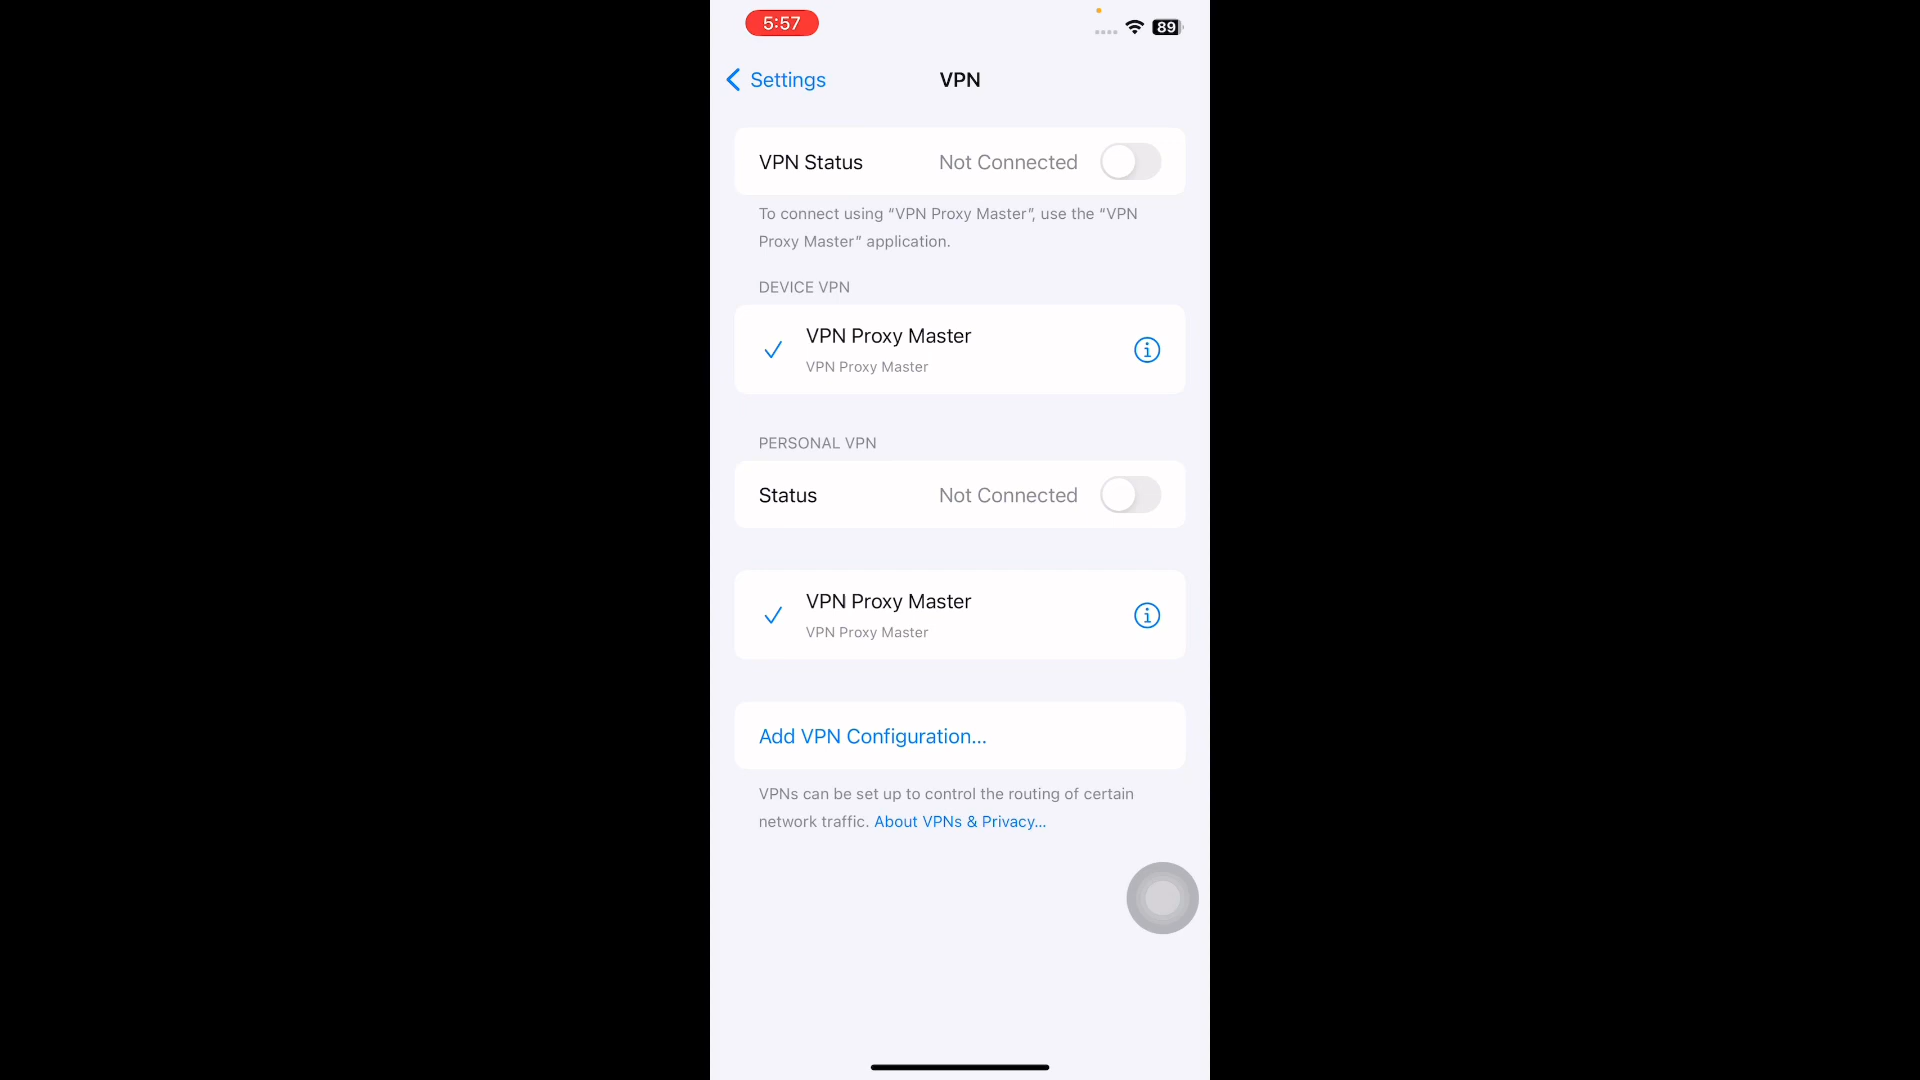 5:57
89
Settings
VPN
VPN Status Not Connected
To connect using “VPN Proxy Master”, use the “VPN
Proxy Master” application.
DEVICE VPN
VPN Proxy Master
VPN Proxy Master
PERSONAL VPN
Status Not Connected
VPN Proxy Master
VPN Proxy Master
Add VPN Configuration...
VPNs can be set up to control the routing of certain
network traffic. About VPNs & Privacy...